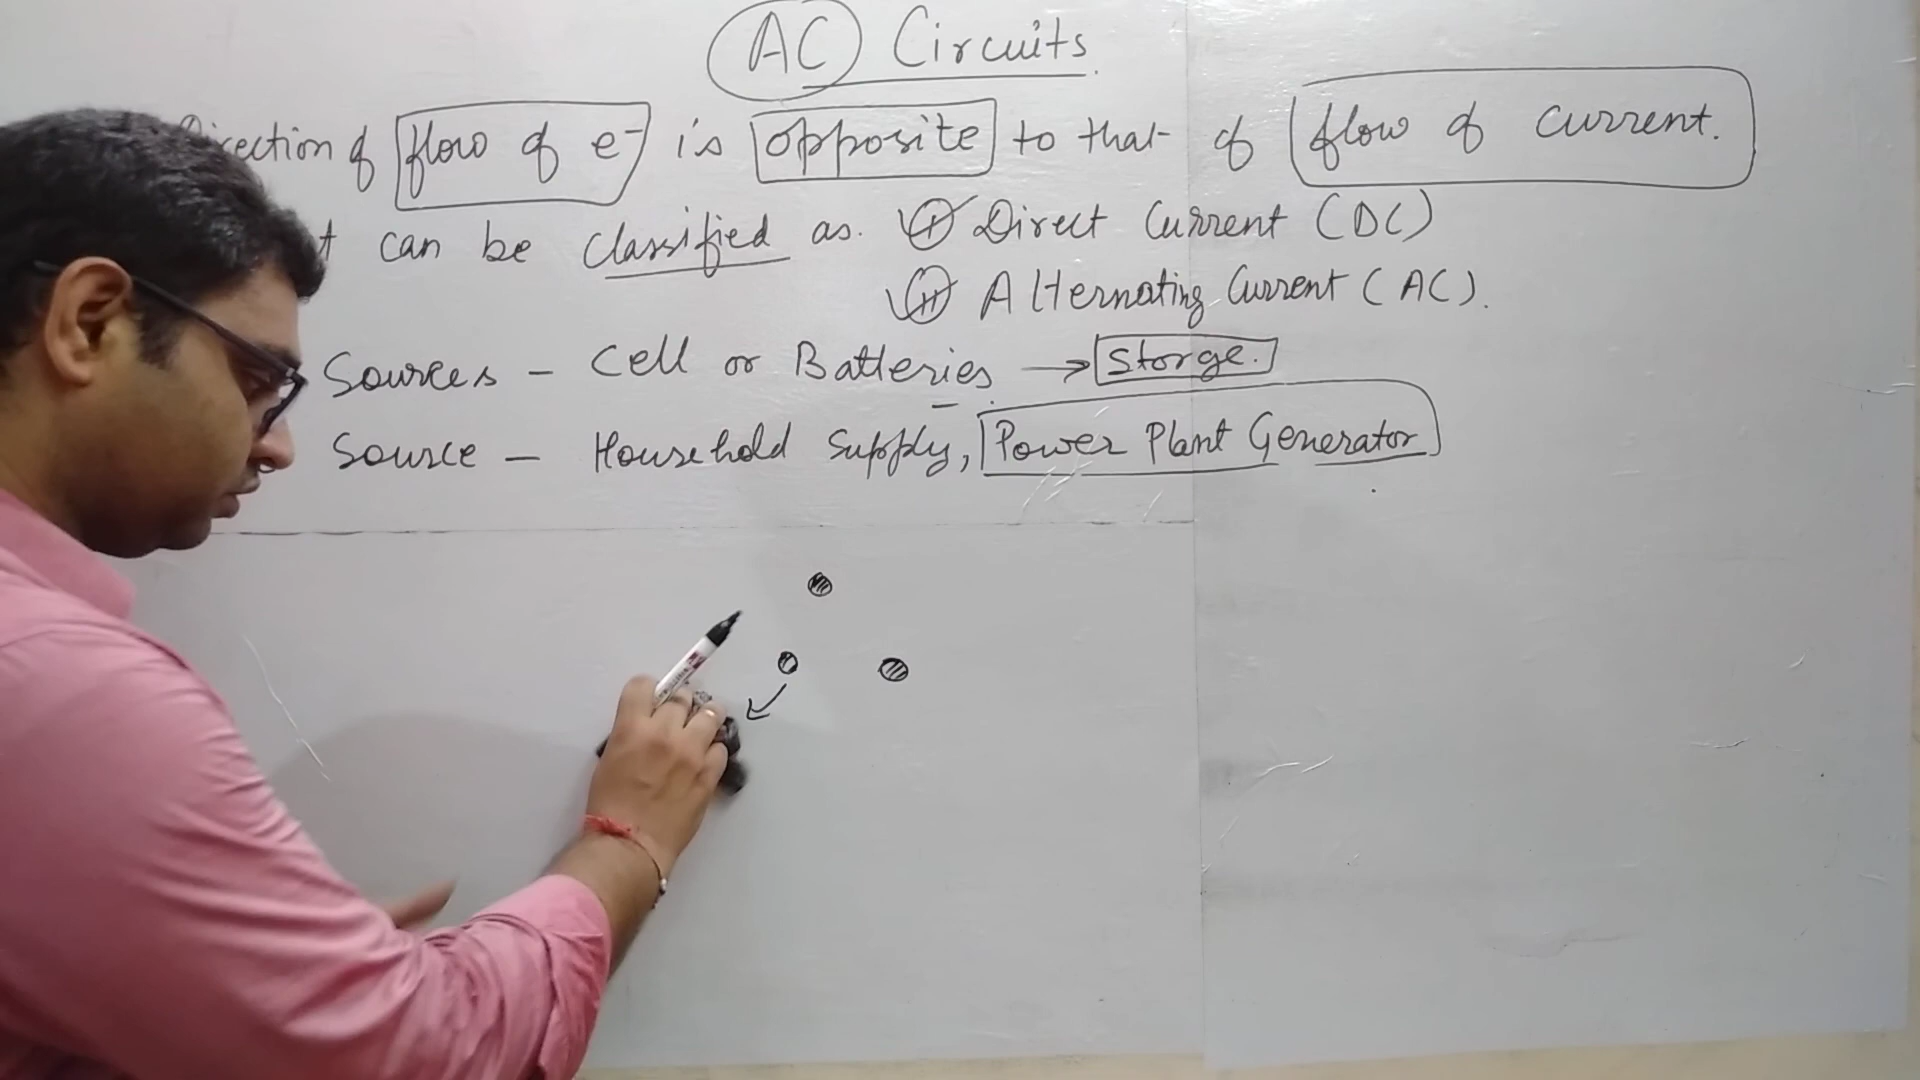 AC Circuits.
of flow of e- is opposite to that of flow of current.
can be classified as. I Direct Current (DC)
II Alternating Current (AC).
Sources - Cell or Batteries → Storge.
Source - Household Supply, Power Plant Generator